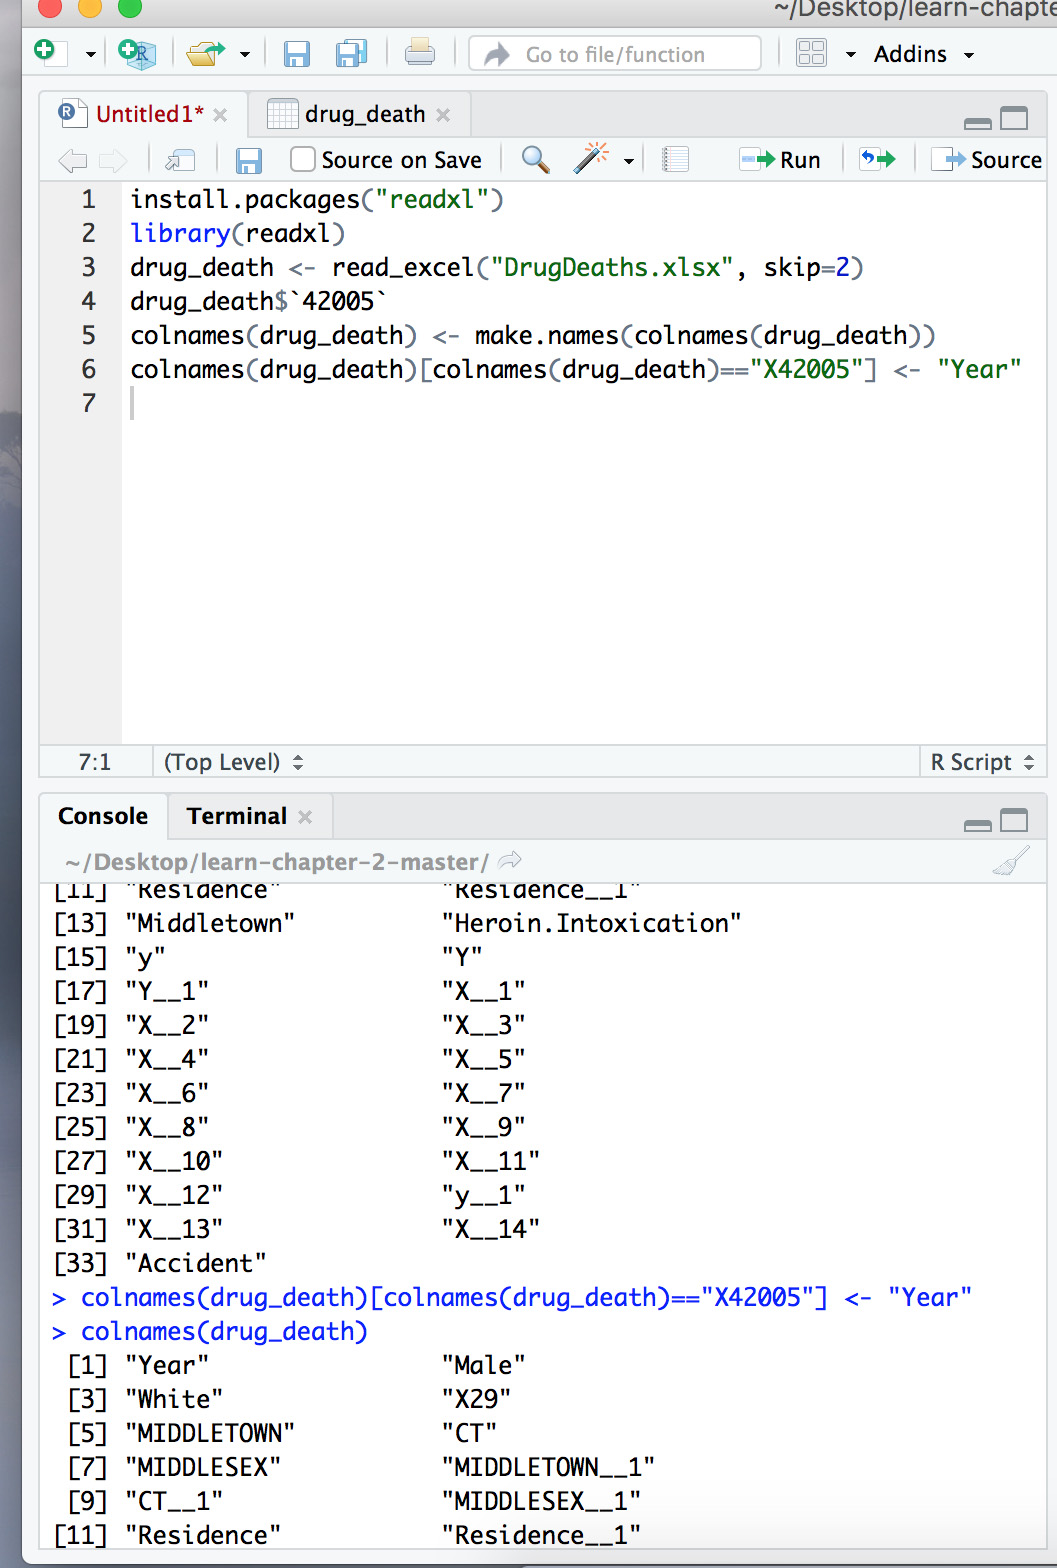 ~/Desktop/learn-chapte
Go to file/function
Addins
Untitled1*
drug_death
Source on Save
Run
Source
1 install.packages("readxl")
2 library(readxl)
3 drug_death <- read_excel("DrugDeaths.xlsx", skip=2)
4 drug_death$`42005`
5 colnames(drug_death) <- make.names(colnames(drug_death))
6 colnames(drug_death)[colnames(drug_death)=="X42005"] <- "Year"
7
7:1 (Top Level) R Script
Console Terminal
~/Desktop/learn-chapter-2-master/
[11] "Residence" "Residence__1"
[13] "Middletown" "Heroin.Intoxication"
[15] "y" "Y"
[17] "Y__1" "X__1"
[19] "X__2" "X__3"
[21] "X__4" "X__5"
[23] "X__6" "X__7"
[25] "X__8" "X__9"
[27] "X__10" "X__11"
[29] "X__12" "y__1"
[31] "X__13" "X__14"
[33] "Accident"
> colnames(drug_death)[colnames(drug_death)=="X42005"] <- "Year"
> colnames(drug_death)
[1] "Year" "Male"
[3] "White" "X29"
[5] "MIDDLETOWN" "CT"
[7] "MIDDLESEX" "MIDDLETOWN__1"
[9] "CT__1" "MIDDLESEX__1"
[11] "Residence" "Residence__1"